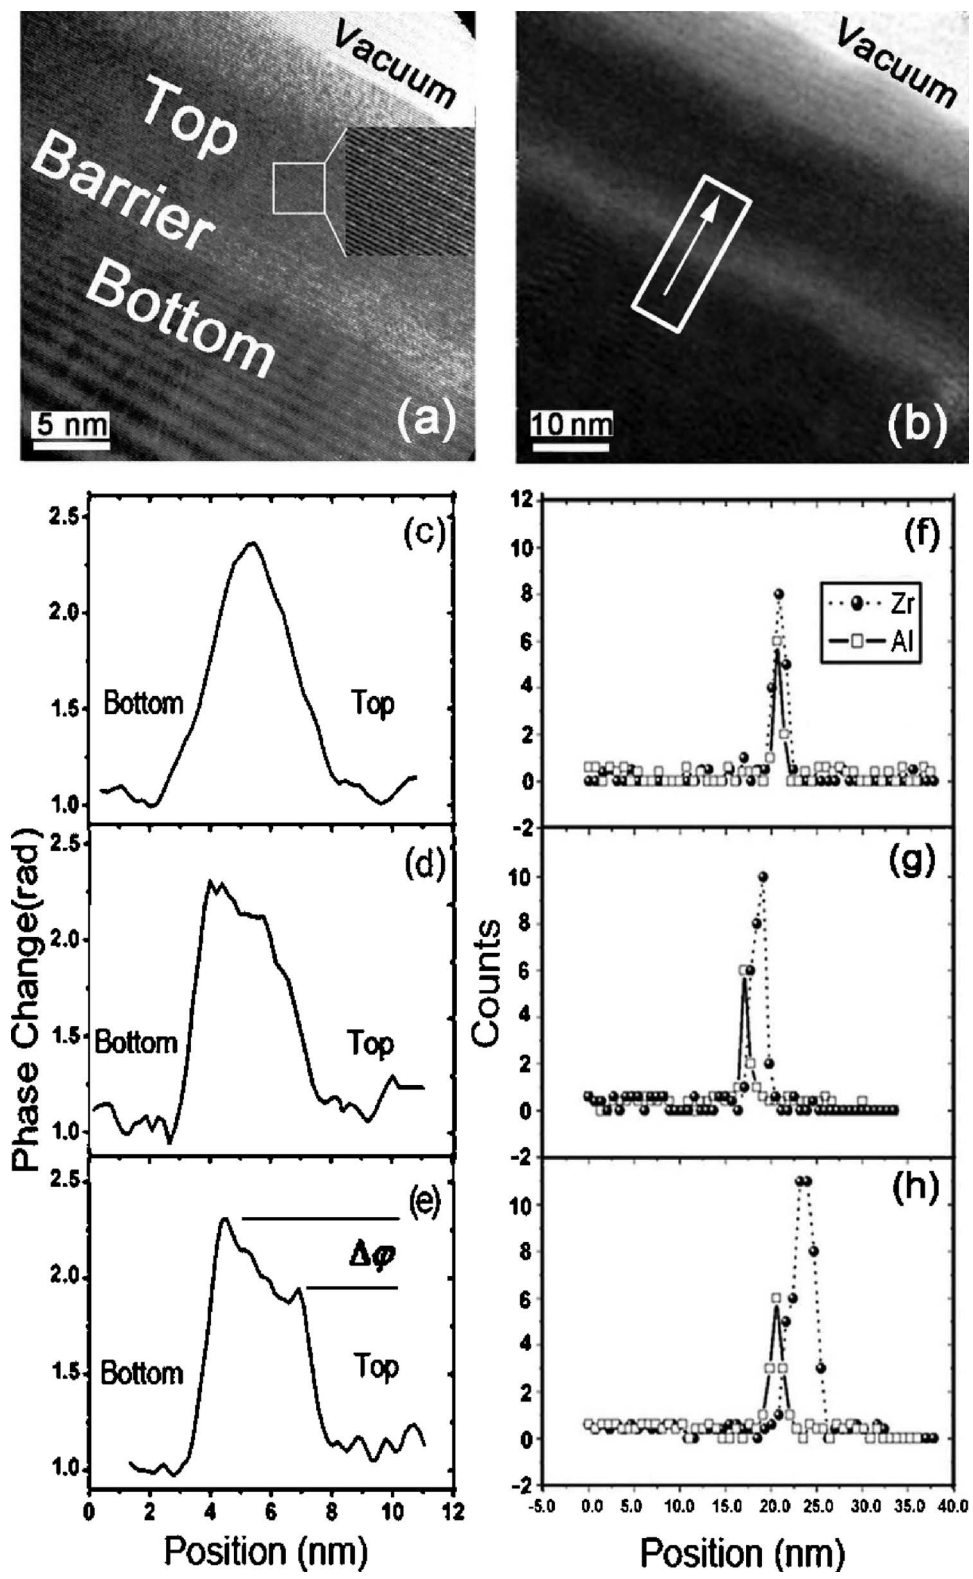 Vacuum
Top
Barrier
Bottom
5 nm
(a)
Vacuum
10 nm
(b)
2.5
2.0
1.5
1.0
(c)
Bottom
Top
2.5
2.0
1.5
1.0
(d)
Bottom
Top
2.5
2.0
1.5
1.0
(e)
Δφ
Bottom
Top
0 2 4 6 8 10 12
Position (nm)
Phase Change(rad)
12
10
8
6
4
2
0
-2
(f)
Zr
Al
10
8
6
4
2
0
-2
(g)
10
8
6
4
2
0
-2
(h)
-5.0 0.0 5.0 10.0 15.0 20.0 25.0 30.0 35.0 40.0
Position (nm)
Counts